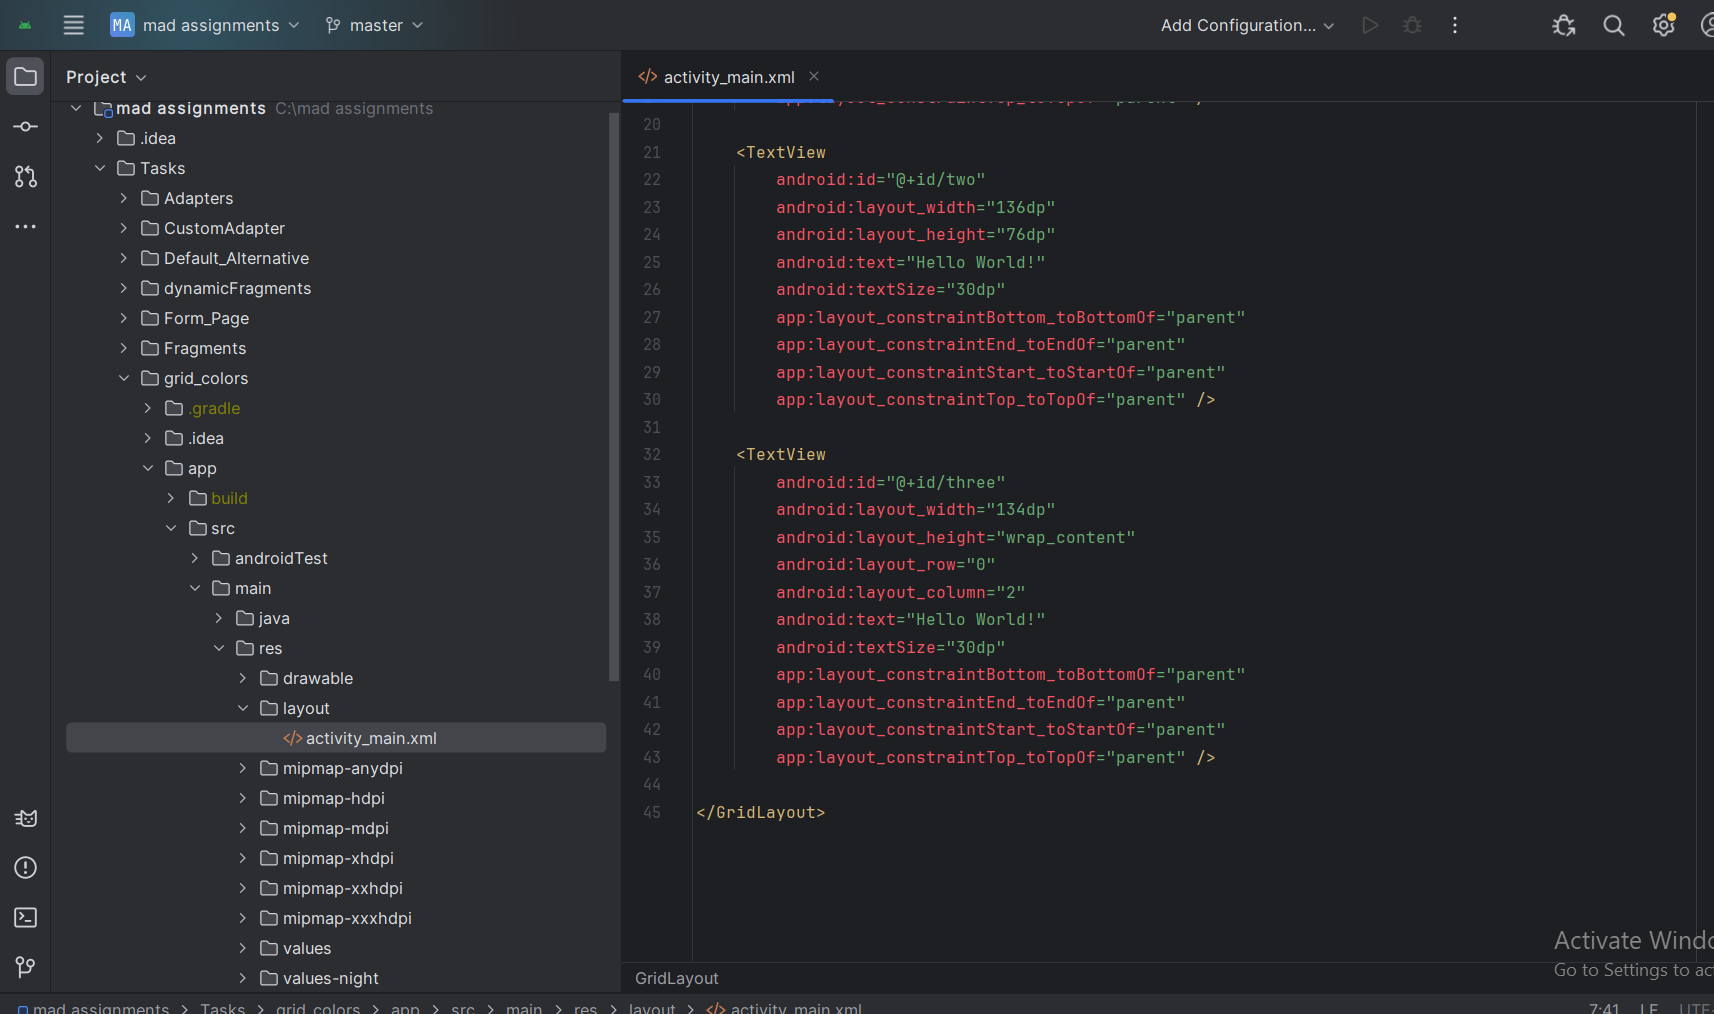 MA mad assignments master Add Configuration...
Project
activity_main.xml
mad assignments C:\mad assignments
.idea
Tasks
Adapters
CustomAdapter
Default_Alternative
dynamicFragments
Form_Page
Fragments
grid_colors
.gradle
.idea
app
build
src
androidTest
main
java
res
drawable
layout
</> activity_main.xml
mipmap-anydpi
mipmap-hdpi
mipmap-mdpi
mipmap-xhdpi
mipmap-xxhdpi
mipmap-xxxhdpi
values
values-night
20
21 <TextView
22 android:id="@+id/two"
23 android:layout_width="136dp"
24 android:layout_height="76dp"
25 android:text="Hello World!"
26 android:textSize="30dp"
27 app:layout_constraintBottom_toBottomOf="parent"
28 app:layout_constraintEnd_toEndOf="parent"
29 app:layout_constraintStart_toStartOf="parent"
30 app:layout_constraintTop_toTopOf="parent" />
31
32 <TextView
33 android:id="@+id/three"
34 android:layout_width="134dp"
35 android:layout_height="wrap_content"
36 android:layout_row="0"
37 android:layout_column="2"
38 android:text="Hello World!"
39 android:textSize="30dp"
40 app:layout_constraintBottom_toBottomOf="parent"
41 app:layout_constraintEnd_toEndOf="parent"
42 app:layout_constraintStart_toStartOf="parent"
43 app:layout_constraintTop_toTopOf="parent" />
44
45 </GridLayout>
Activate Windo
Go to Settings to ac
GridLayout
mad assignments > Tasks > grid_colors > app > src > main > res > layout > </> activity_main.xml 7:41 LF UTF-